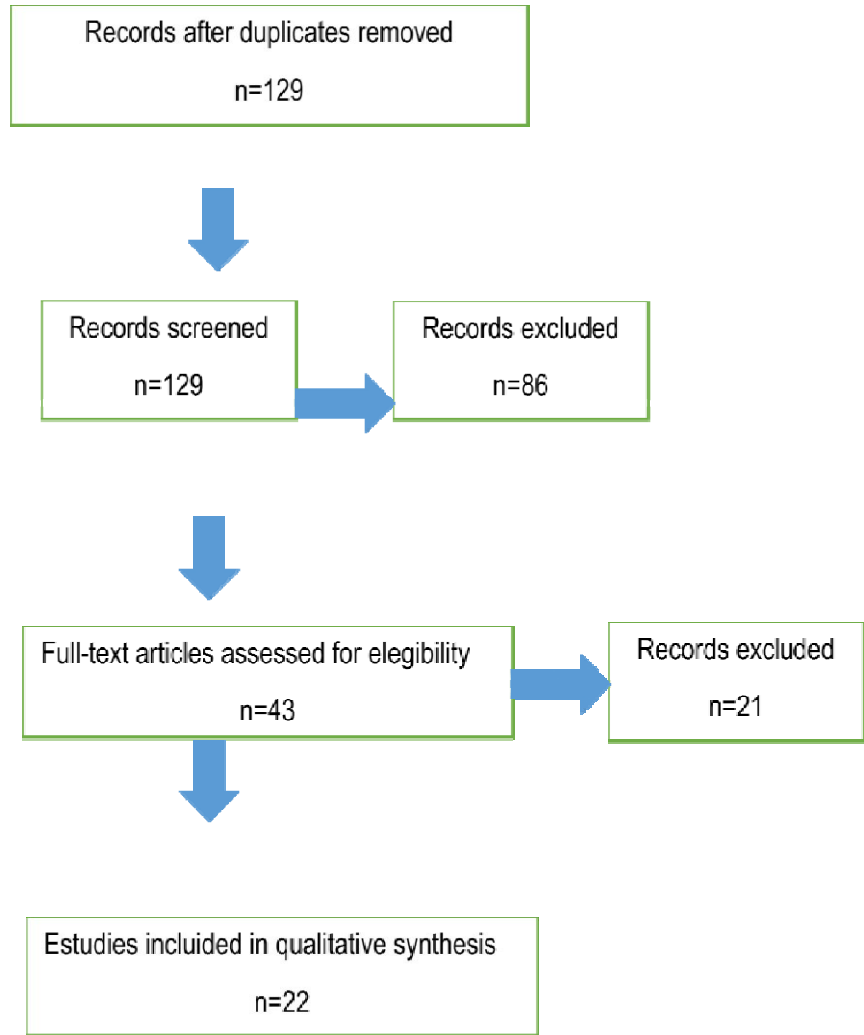 Records after duplicates removed
n=129
Records screened
n=129
Records excluded
n=86
Full-text articles assessed for elegibility
n=43
Records excluded
n=21
Estudies incluided in qualitative synthesis
n=22